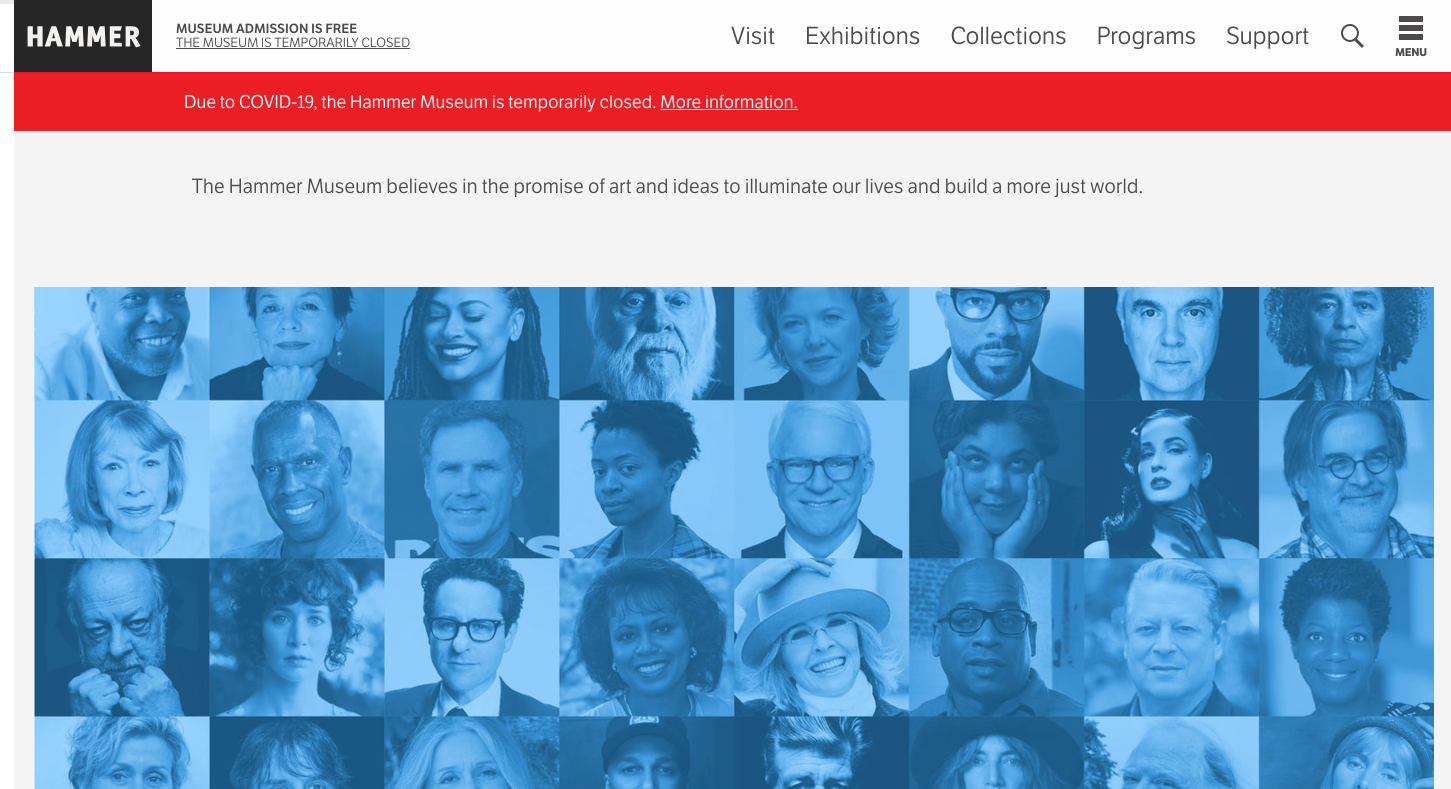 HAMMER
MUSEUM ADMISSION IS FREE
THE MUSEUM IS TEMPORARILY CLOSED
Visit Exhibitions Collections Programs Support
MENU
Due to COVID-19, the Hammer Museum is temporarily closed. More information.
The Hammer Museum believes in the promise of art and ideas to illuminate our lives and build a more just world.